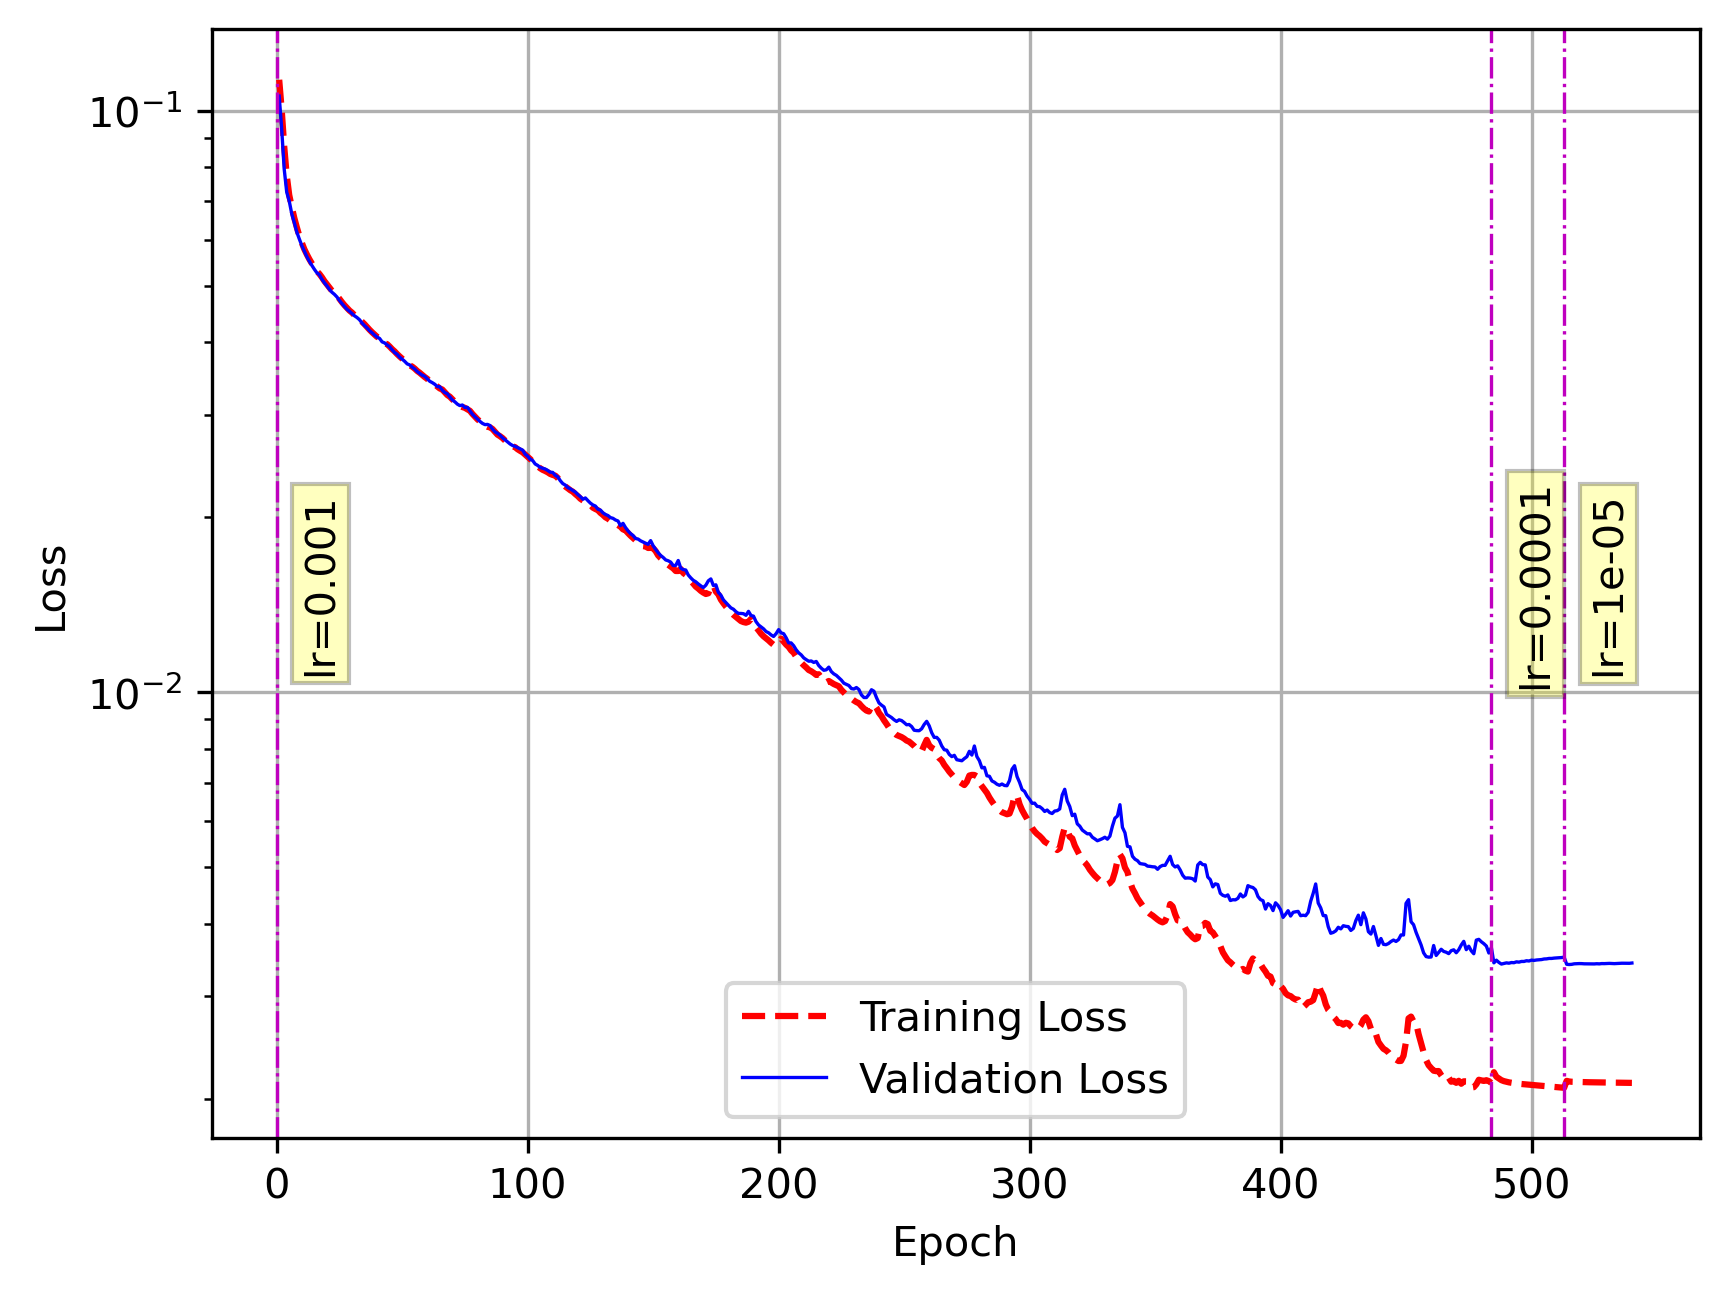 10⁻¹
10⁻²
Loss
lr=0.001
lr=0.0001
lr=1e-05
Training Loss
Validation Loss
0 100 200 300 400 500
Epoch